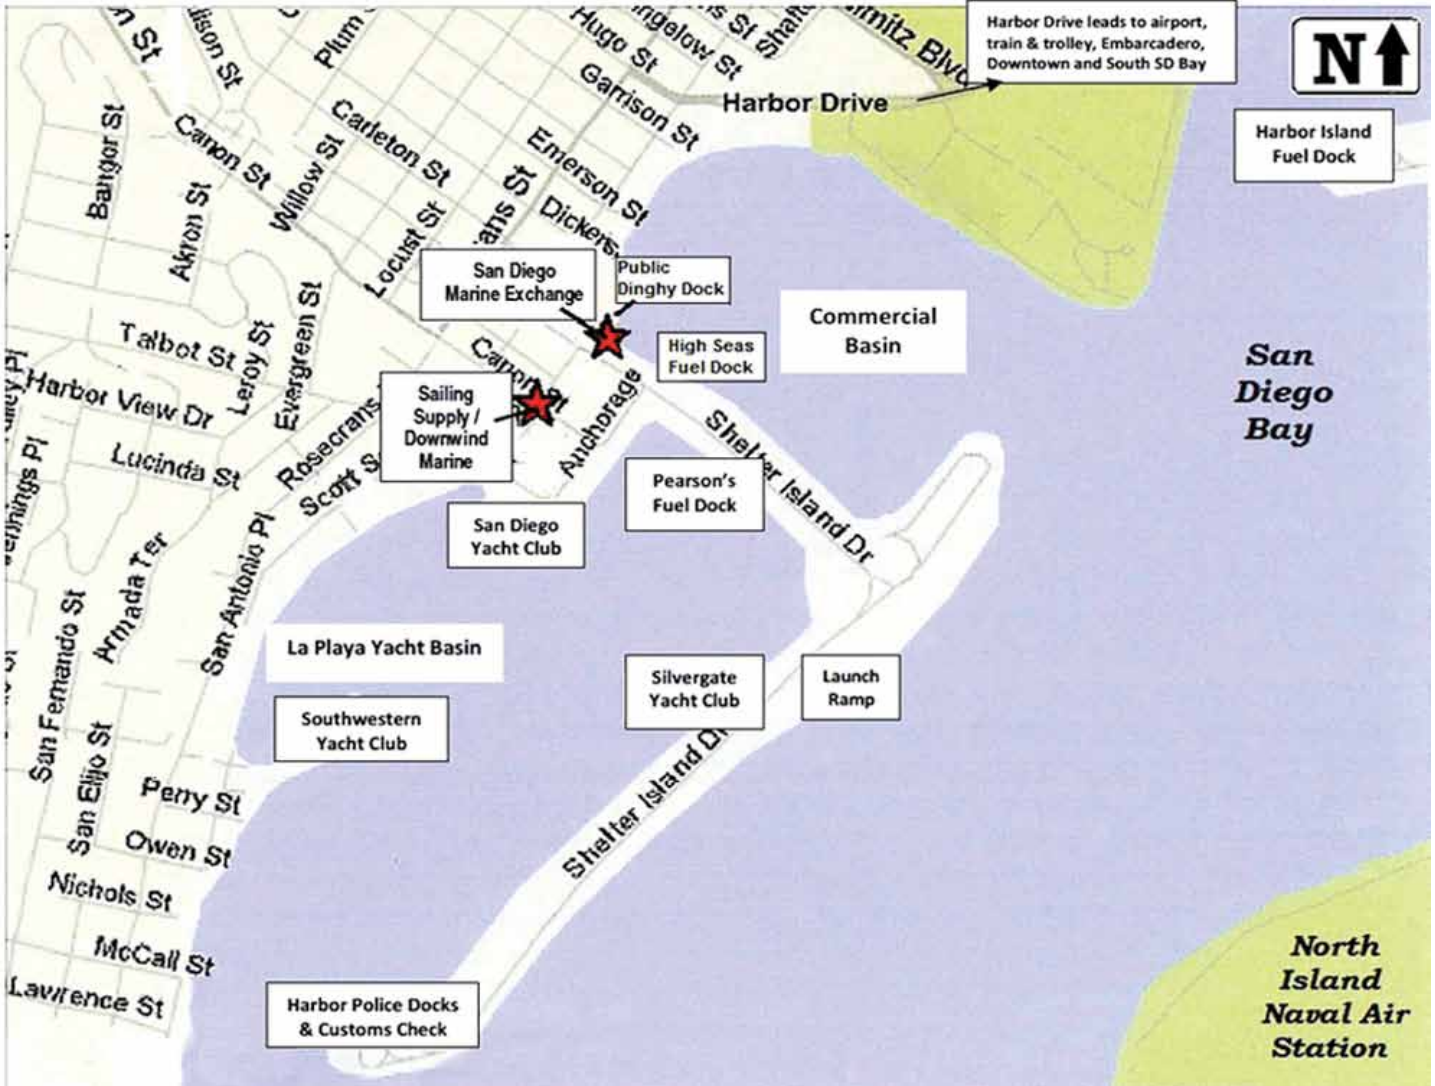 Harbor Drive leads to airport,
train & trolley, Embarcadero,
Downtown and South SD Bay
N
Harbor Island
Fuel Dock
Harbor Drive
Hugo St
Garrison St
Emerson St
Carleton St
Canon St
Bangor St
Akron St
Willow St
Locust St
San Diego
Marine Exchange
Public
Dinghy Dock
Commercial
Basin
High Seas
Fuel Dock
San
Diego
Bay
Talbot St
Leroy St
Evergreen St
Harbor View Dr
Lucinda St
Rosecrans
Canon St
Sailing
Supply /
Downwind
Marine
Anchorage
Shelter Island Dr
Pearson's
Fuel Dock
San Diego
Yacht Club
Armada Ter
San Antonio Pl
La Playa Yacht Basin
Southwestern
Yacht Club
Silvergate
Yacht Club
Launch
Ramp
San Fernando St
San Elijo St
Shelter Island Dr
Perry St
Owen St
Nichols St
McCall St
Lawrence St
Harbor Police Docks
& Customs Check
North
Island
Naval Air
Station